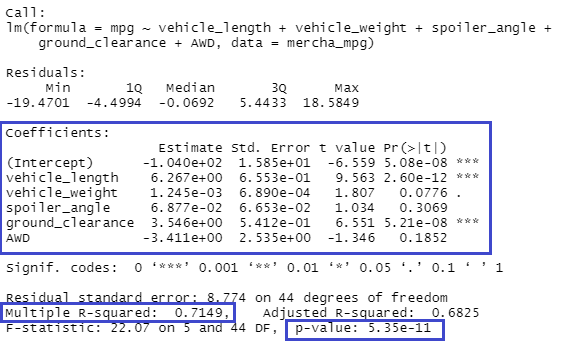 Call:
lm(formula = mpg ~ vehicle_length + vehicle_weight + spoiler_angle +
    ground_clearance + AWD, data = mercha_mpg)
Residuals:
     Min       1Q   Median       3Q      Max
-19.4701  -4.4994  -0.0692   5.4433  18.5849
Coefficients:
                   Estimate Std. Error t value Pr(>|t|)
(Intercept)      -1.040e+02  1.585e+01  -6.559 5.08e-08 ***
vehicle_length    6.267e+00  6.553e-01   9.563 2.60e-12 ***
vehicle_weight    1.245e-03  6.890e-04   1.807   0.0776 .
spoiler_angle     6.877e-02  6.653e-02   1.034   0.3069
ground_clearance  3.546e+00  5.412e-01   6.551 5.21e-08 ***
AWD              -3.411e+00  2.535e+00  -1.346   0.1852
Signif. codes:  0 ‘***’ 0.001 ‘**’ 0.01 ‘*’ 0.05 ‘.’ 0.1 ‘ ’ 1
Residual standard error: 8.774 on 44 degrees of freedom
Multiple R-squared:  0.7149,    Adjusted R-squared:  0.6825
F-statistic: 22.07 on 5 and 44 DF,  p-value: 5.35e-11